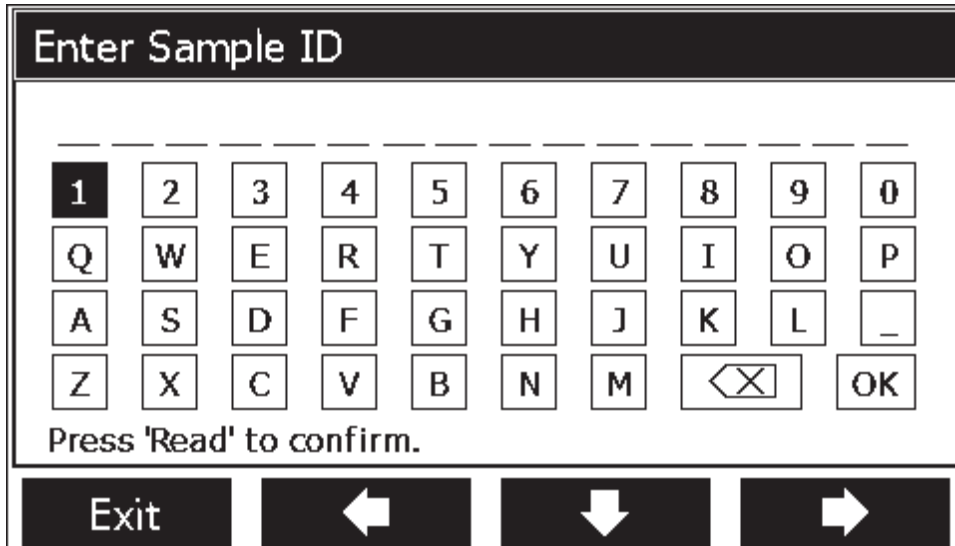 Enter Sample ID
1 2 3 4 5 6 7 8 9 0
Q W E R T Y U I O P
A S D F G H J K L _
Z X C V B N M OK
Press 'Read' to confirm.
Exit